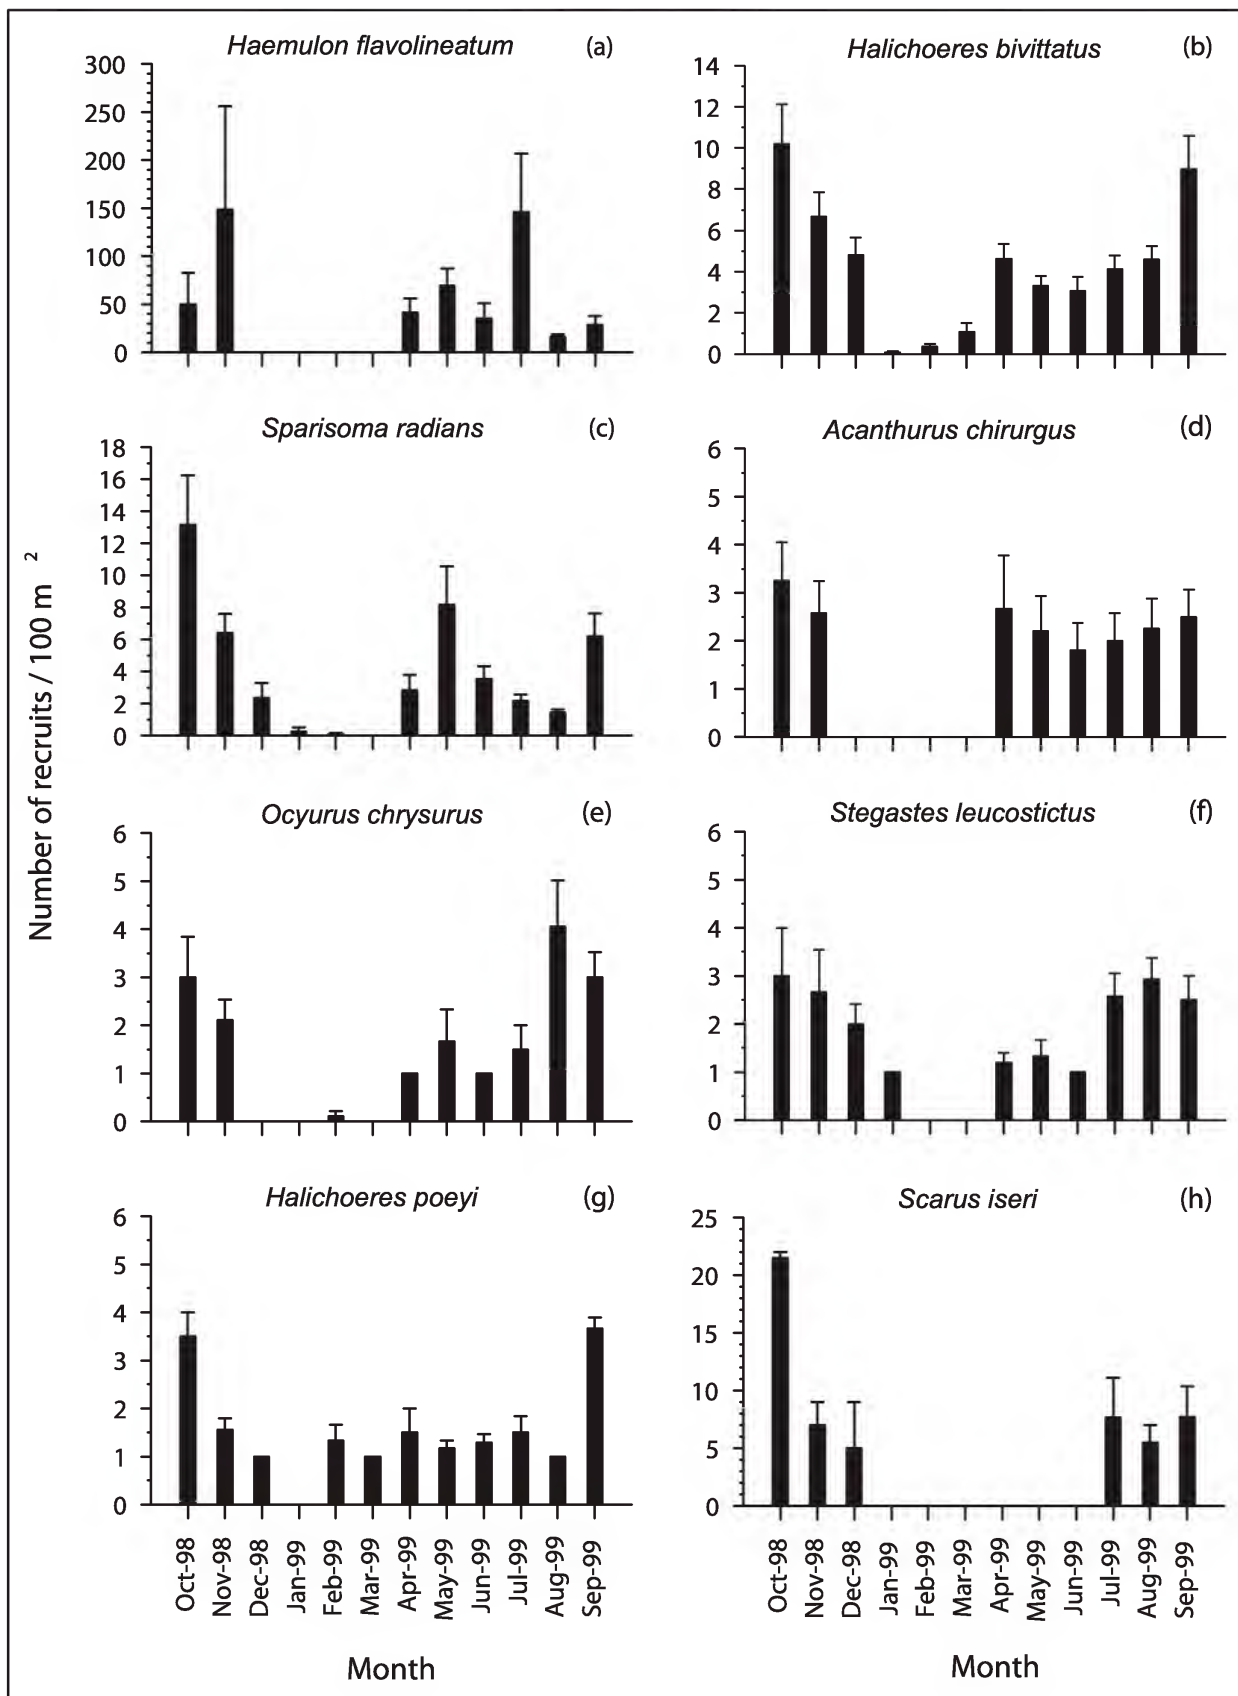 Haemulon flavolineatum (a)
300
250
200
150
100
50
0
Halichoeres bivittatus (b)
14
12
10
8
6
4
2
0
Sparisoma radians (c)
18
16
14
12
10
8
6
4
2
0
Acanthurus chirurgus (d)
6
5
4
3
2
1
0
Number of recruits / 100 m 2
Ocyurus chrysurus (e)
6
5
4
3
2
1
0
Stegastes leucostictus (f)
6
5
4
3
2
1
0
Halichoeres poeyi (g)
6
5
4
3
2
1
0
Oct-98
Nov-98
Dec-98
Jan-99
Feb-99
Mar-99
Apr-99
May-99
Jun-99
Jul-99
Aug-99
Sep-99
Month
Scarus iseri (h)
25
20
15
10
5
0
Oct-98
Nov-98
Dec-98
Jan-99
Feb-99
Mar-99
Apr-99
May-99
Jun-99
Jul-99
Aug-99
Sep-99
Month